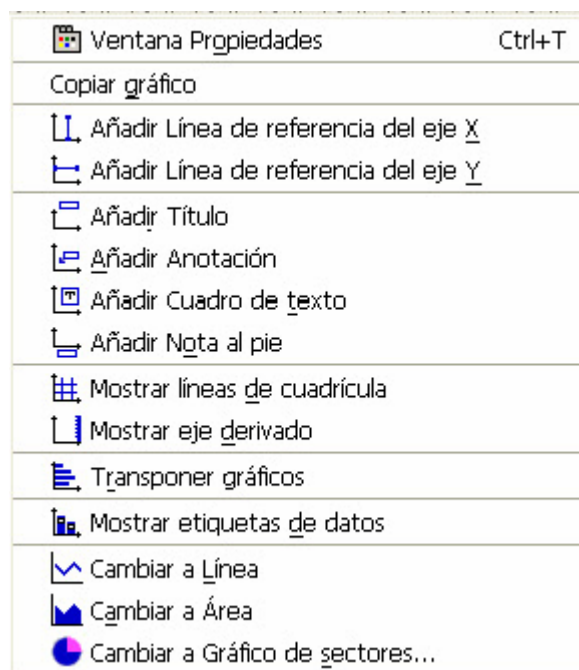 Ventana Propiedades Ctrl+T
Copiar gráfico
Añadir Línea de referencia del eje X
Añadir Línea de referencia del eje Y
Añadir Título
Añadir Anotación
Añadir Cuadro de texto
Añadir Nota al pie
Mostrar líneas de cuadrícula
Mostrar eje derivado
Transponer gráficos
Mostrar etiquetas de datos
Cambiar a Línea
Cambiar a Área
Cambiar a Gráfico de sectores...